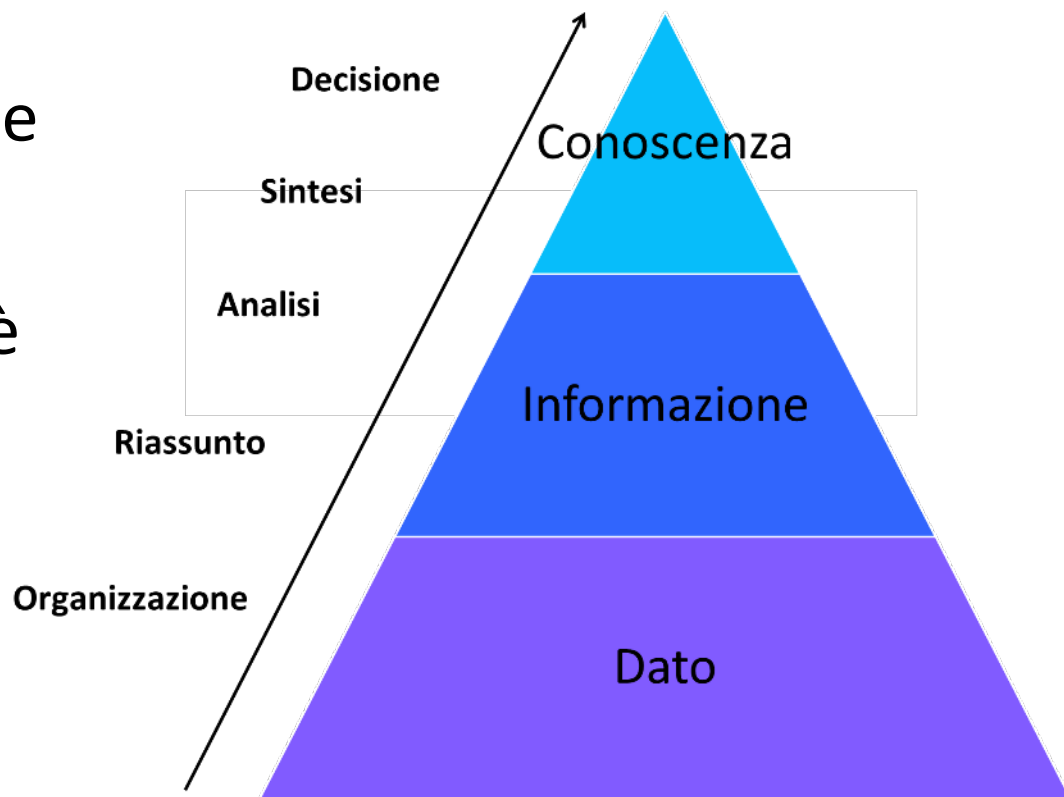 Decisione
e
Conoscenza
Sintesi
Analisi
è
Informazione
Riassunto
Organizzazione
Dato